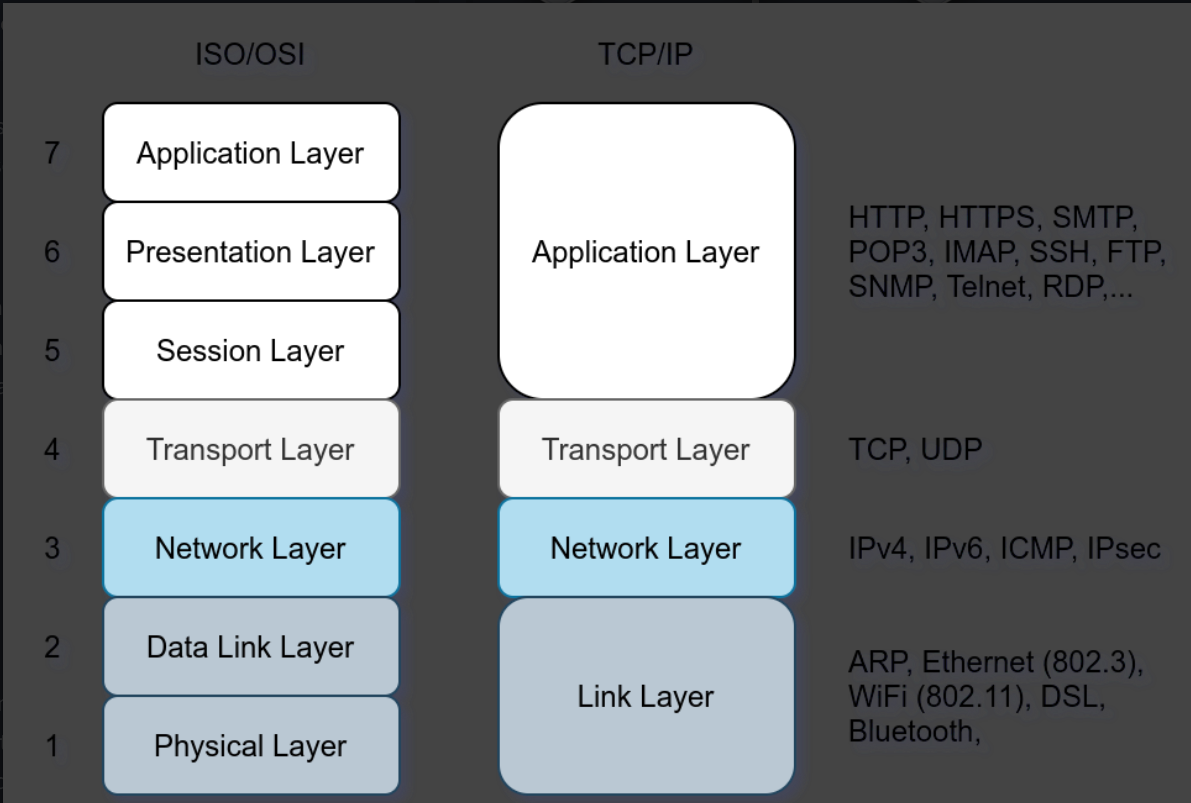 ISO/OSI TCP/IP
7 Application Layer
6 Presentation Layer
5 Session Layer
4 Transport Layer
3 Network Layer
2 Data Link Layer
1 Physical Layer
Application Layer
Transport Layer
Network Layer
Link Layer
HTTP, HTTPS, SMTP,
POP3, IMAP, SSH, FTP,
SNMP, Telnet, RDP,...
TCP, UDP
IPv4, IPv6, ICMP, IPsec
ARP, Ethernet (802.3),
WiFi (802.11), DSL,
Bluetooth,